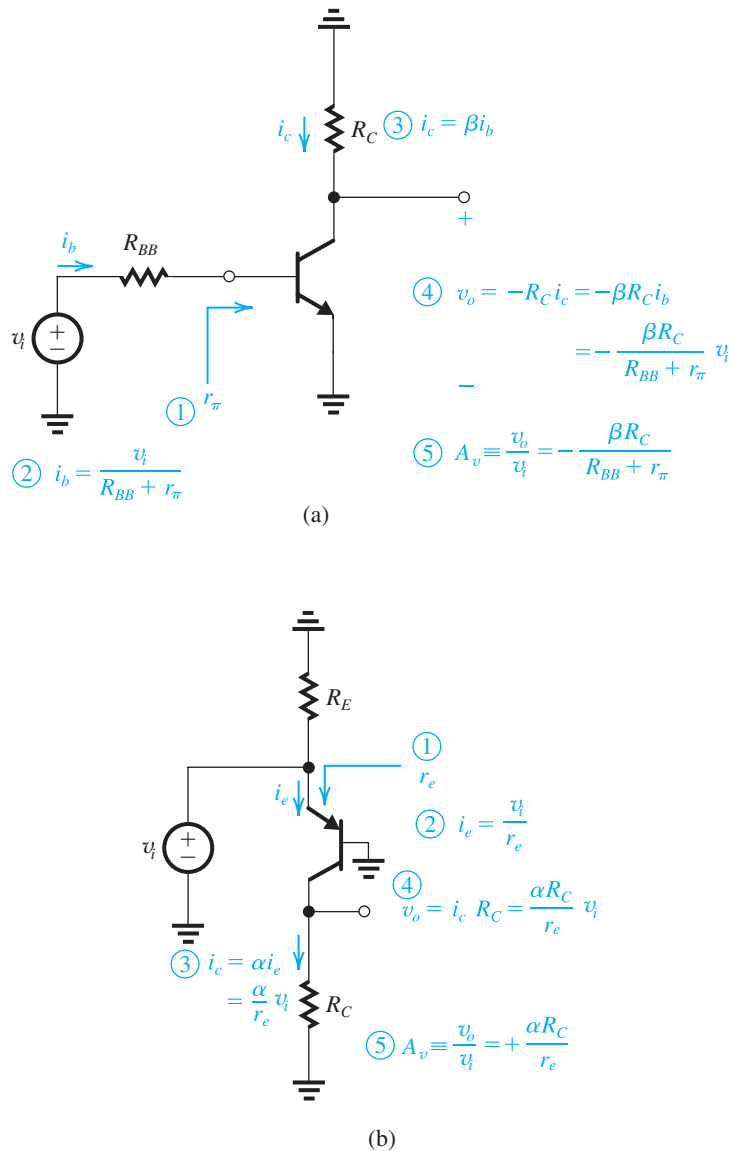 i_c
R_C
③ i_c = βi_b
+
i_b
R_BB
v_i
+
−
① r_π
② i_b = v_i / (R_BB + r_π)
④ v_o = −R_C i_c = −βR_C i_b
= − βR_C / (R_BB + r_π) v_i
−
⑤ A_v ≡ v_o / v_i = − βR_C / (R_BB + r_π)
(a)
R_E
①
r_e
i_e
② i_e = v_i / r_e
v_i
+
−
④
v_o = i_c R_C = αR_C / r_e v_i
③ i_c = αi_e
= α / r_e v_i
R_C
⑤ A_v ≡ v_o / v_i = + αR_C / r_e
(b)